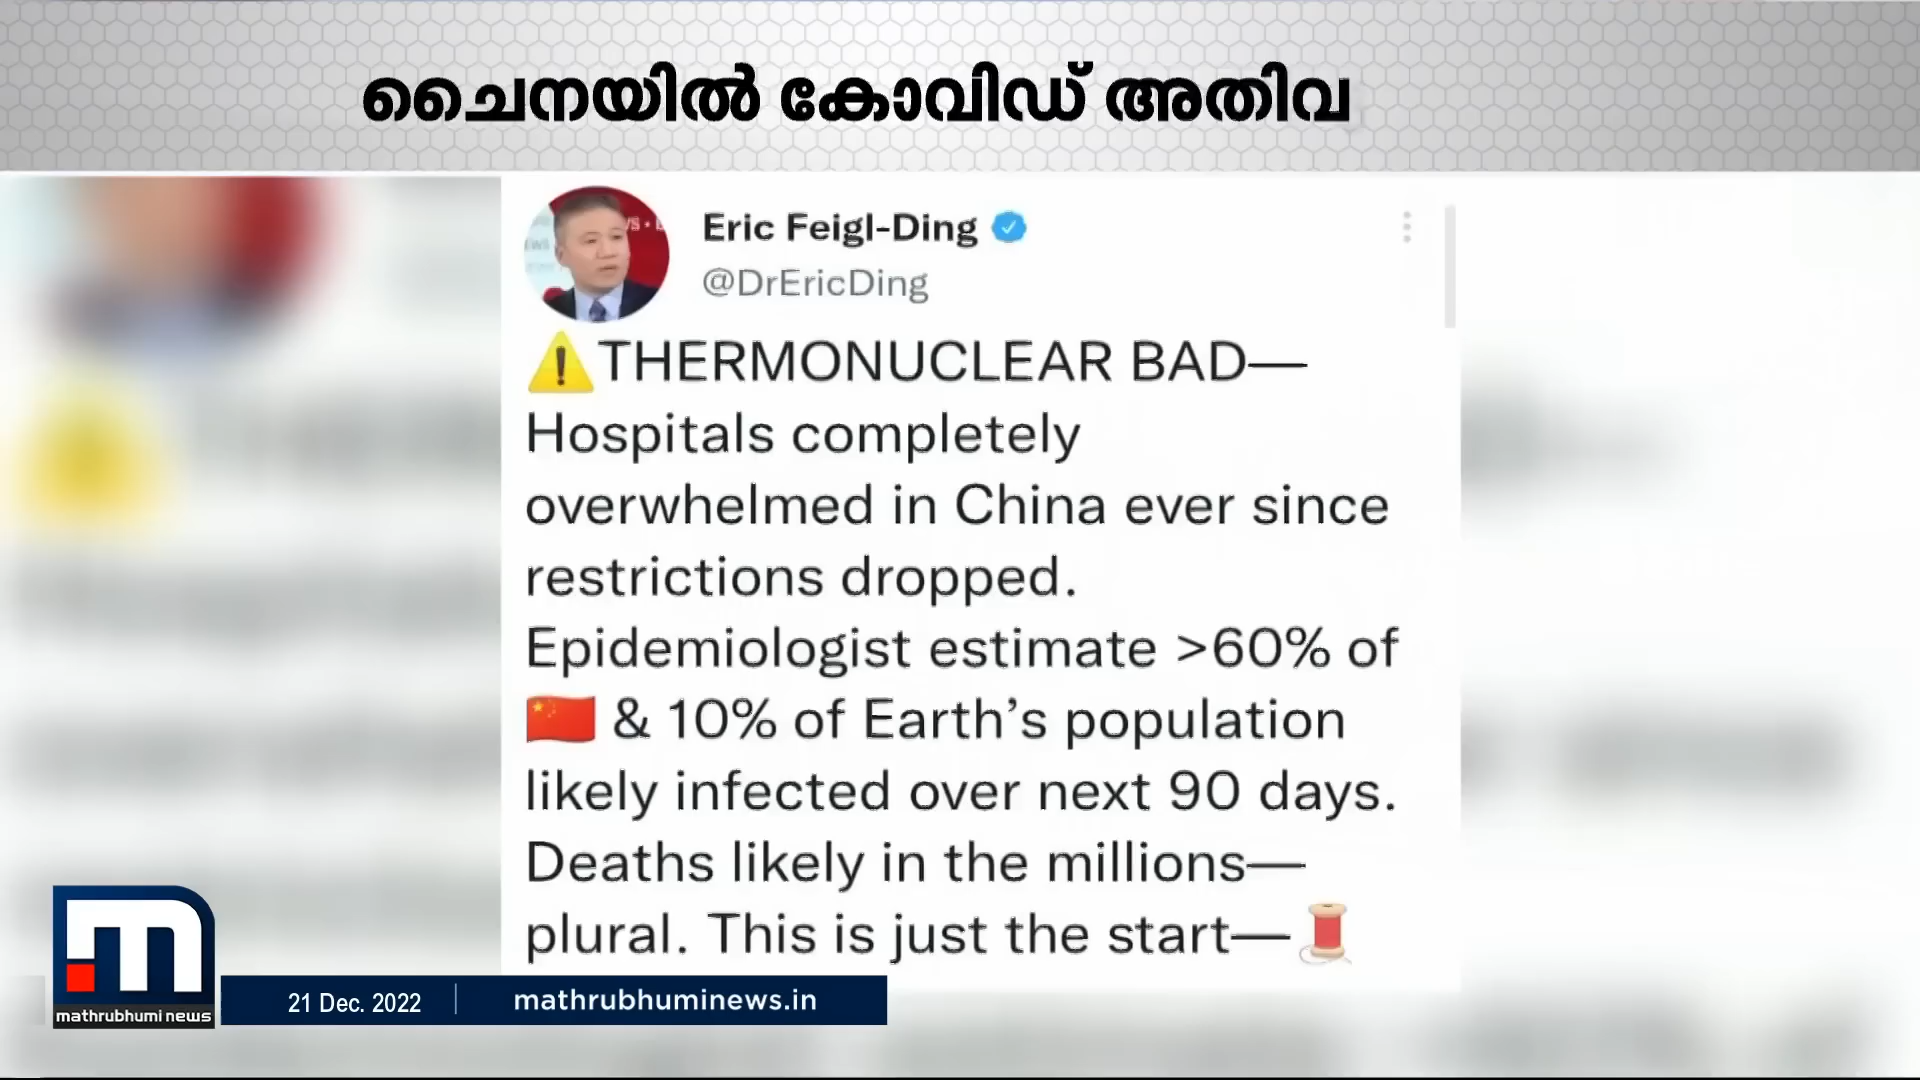 ചൈനയിൽ കോവിഡ് അതിവ
Eric Feigl-Ding
@DrEricDing
⚠️THERMONUCLEAR BAD—
Hospitals completely
overwhelmed in China ever since
restrictions dropped.
Epidemiologist estimate >60% of
🇨🇳 & 10% of Earth’s population
likely infected over next 90 days.
Deaths likely in the millions—
plural. This is just the start—🧵
mathrubhumi news
21 Dec. 2022
mathrubhuminews.in